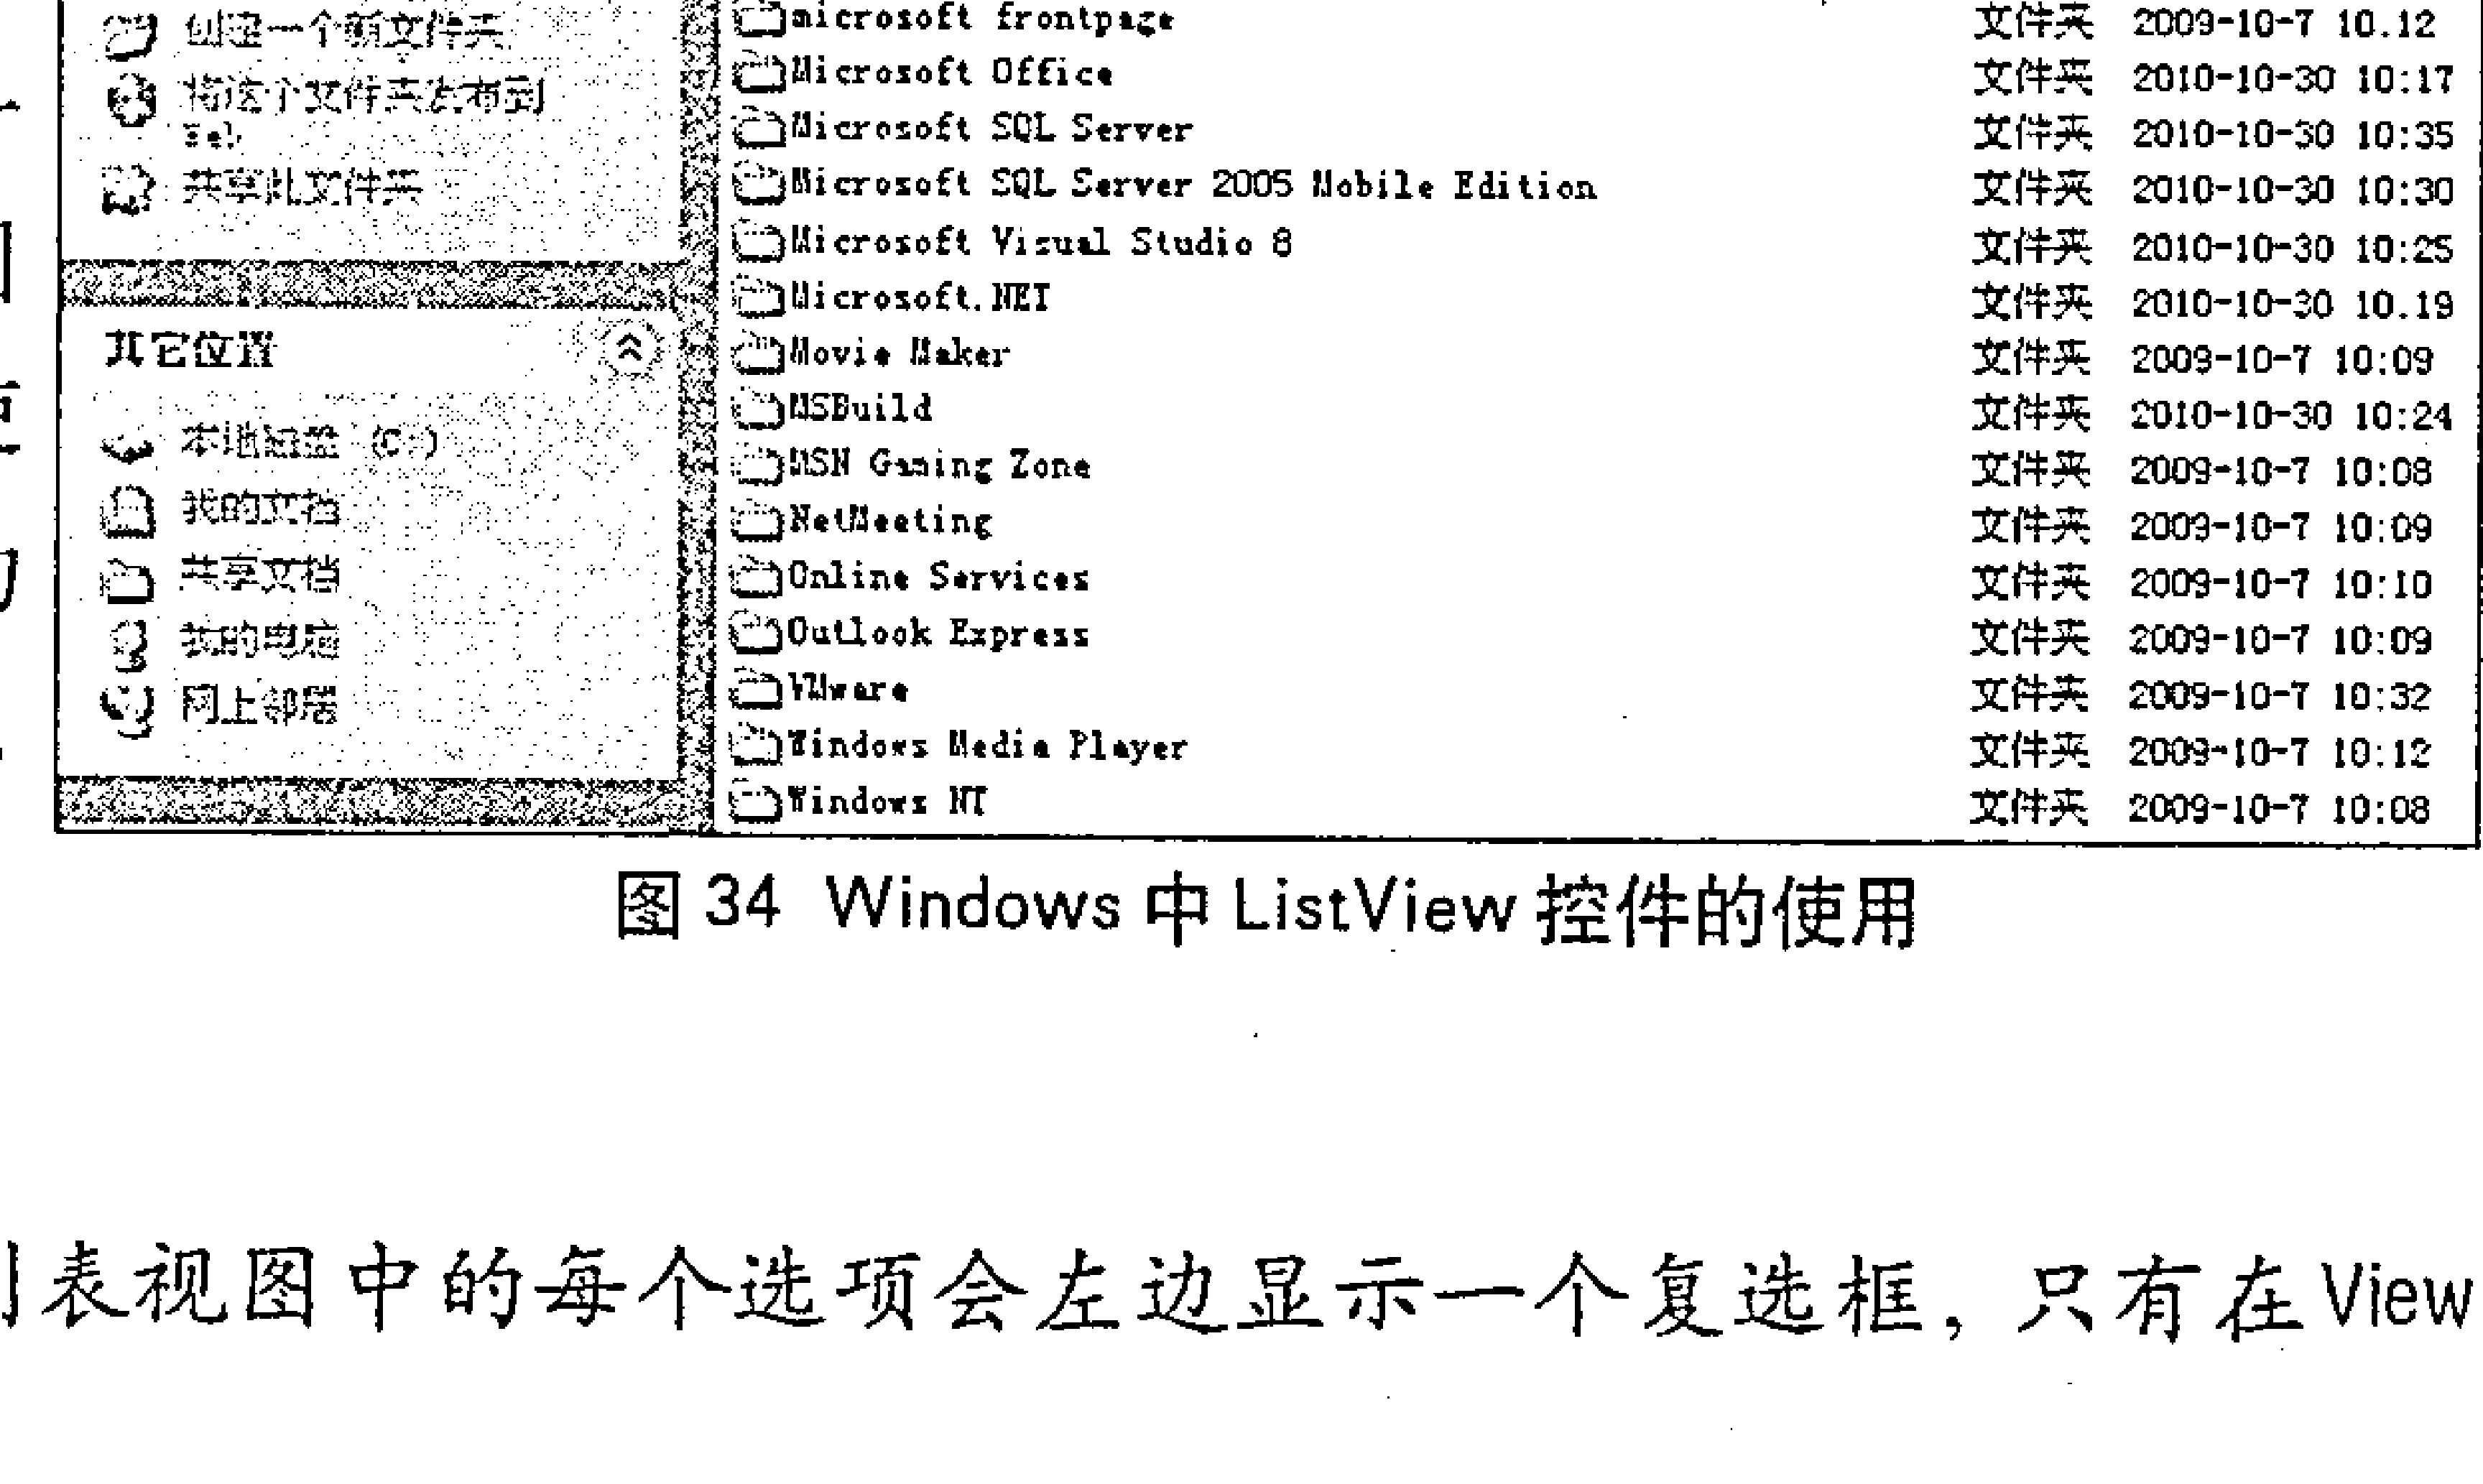 创建一个新文件夹
将这个文件夹发布到
Web
共享此文件夹
其它位置
本地磁盘 (C:)
我的文档
共享文档
我的电脑
网上邻居
microsoft frontpage 文件夹 2009-10-7 10:12
Microsoft Office 文件夹 2010-10-30 10:17
Microsoft SQL Server 文件夹 2010-10-30 10:35
Microsoft SQL Server 2005 Mobile Edition 文件夹 2010-10-30 10:30
Microsoft Visual Studio 8 文件夹 2010-10-30 10:25
Microsoft.NET 文件夹 2010-10-30 10:19
Movie Maker 文件夹 2009-10-7 10:09
MSBuild 文件夹 2010-10-30 10:24
MSN Gaming Zone 文件夹 2009-10-7 10:08
NetMeeting 文件夹 2009-10-7 10:09
Online Services 文件夹 2009-10-7 10:10
Outlook Express 文件夹 2009-10-7 10:09
VMware 文件夹 2009-10-7 10:32
Windows Media Player 文件夹 2009-10-7 10:12
Windows NT 文件夹 2009-10-7 10:08
图 34 Windows 中 ListView 控件的使用
表视图中的每个选项会左边显示一个复选框，只有在View